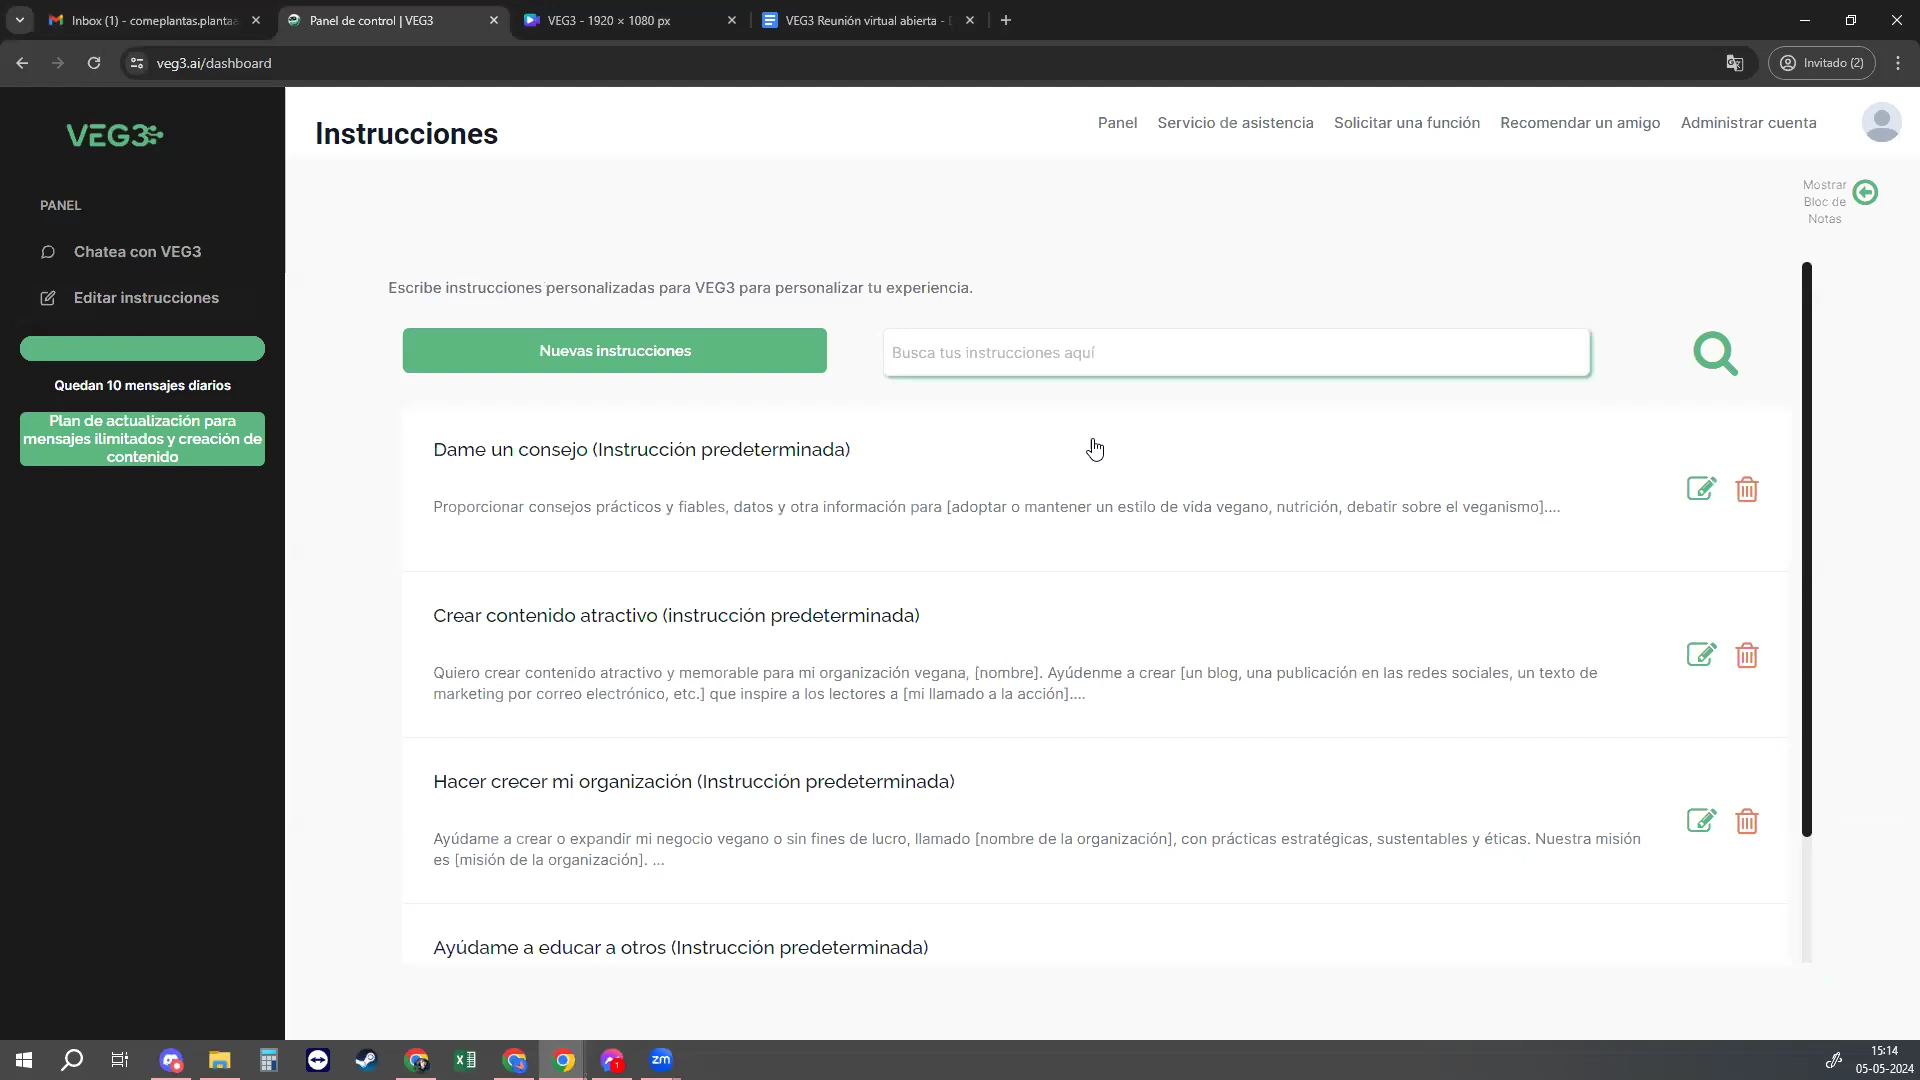 Inbox (1) - comeplantas.planta
Panel de control | VEG3
VEG3 - 1920 × 1080 px
VEG3 Reunión virtual abierta -
veg3.ai/dashboard
Invitado (2)
VEG3
Instrucciones
Panel
Servicio de asistencia
Solicitar una función
Recomendar un amigo
Administrar cuenta
Mostrar
Bloc de
Notas
PANEL
Chatea con VEG3
Editar instrucciones
Quedan 10 mensajes diarios
Plan de actualización para
mensajes ilimitados y creación de
contenido
Escribe instrucciones personalizadas para VEG3 para personalizar tu experiencia.
Nuevas instrucciones
Busca tus instrucciones aquí
Dame un consejo (Instrucción predeterminada)
Proporcionar consejos prácticos y fiables, datos y otra información para [adoptar o mantener un estilo de vida vegano, nutrición, debatir sobre el veganismo]....
Crear contenido atractivo (instrucción predeterminada)
Quiero crear contenido atractivo y memorable para mi organización vegana, [nombre]. Ayúdenme a crear [un blog, una publicación en las redes sociales, un texto de
marketing por correo electrónico, etc.] que inspire a los lectores a [mi llamado a la acción]....
Hacer crecer mi organización (Instrucción predeterminada)
Ayúdame a crear o expandir mi negocio vegano o sin fines de lucro, llamado [nombre de la organización], con prácticas estratégicas, sustentables y éticas. Nuestra misión
es [misión de la organización]. ...
Ayúdame a educar a otros (Instrucción predeterminada)
zm
1
15:14
05-05-2024